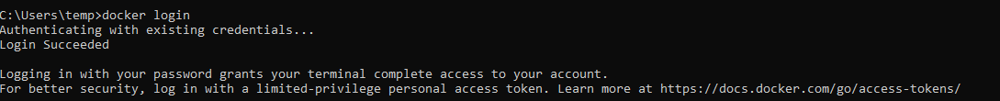 C:\Users\temp>docker login
Authenticating with existing credentials...
Login Succeeded
Logging in with your password grants your terminal complete access to your account.
For better security, log in with a limited-privilege personal access token. Learn more at https://docs.docker.com/go/access-tokens/